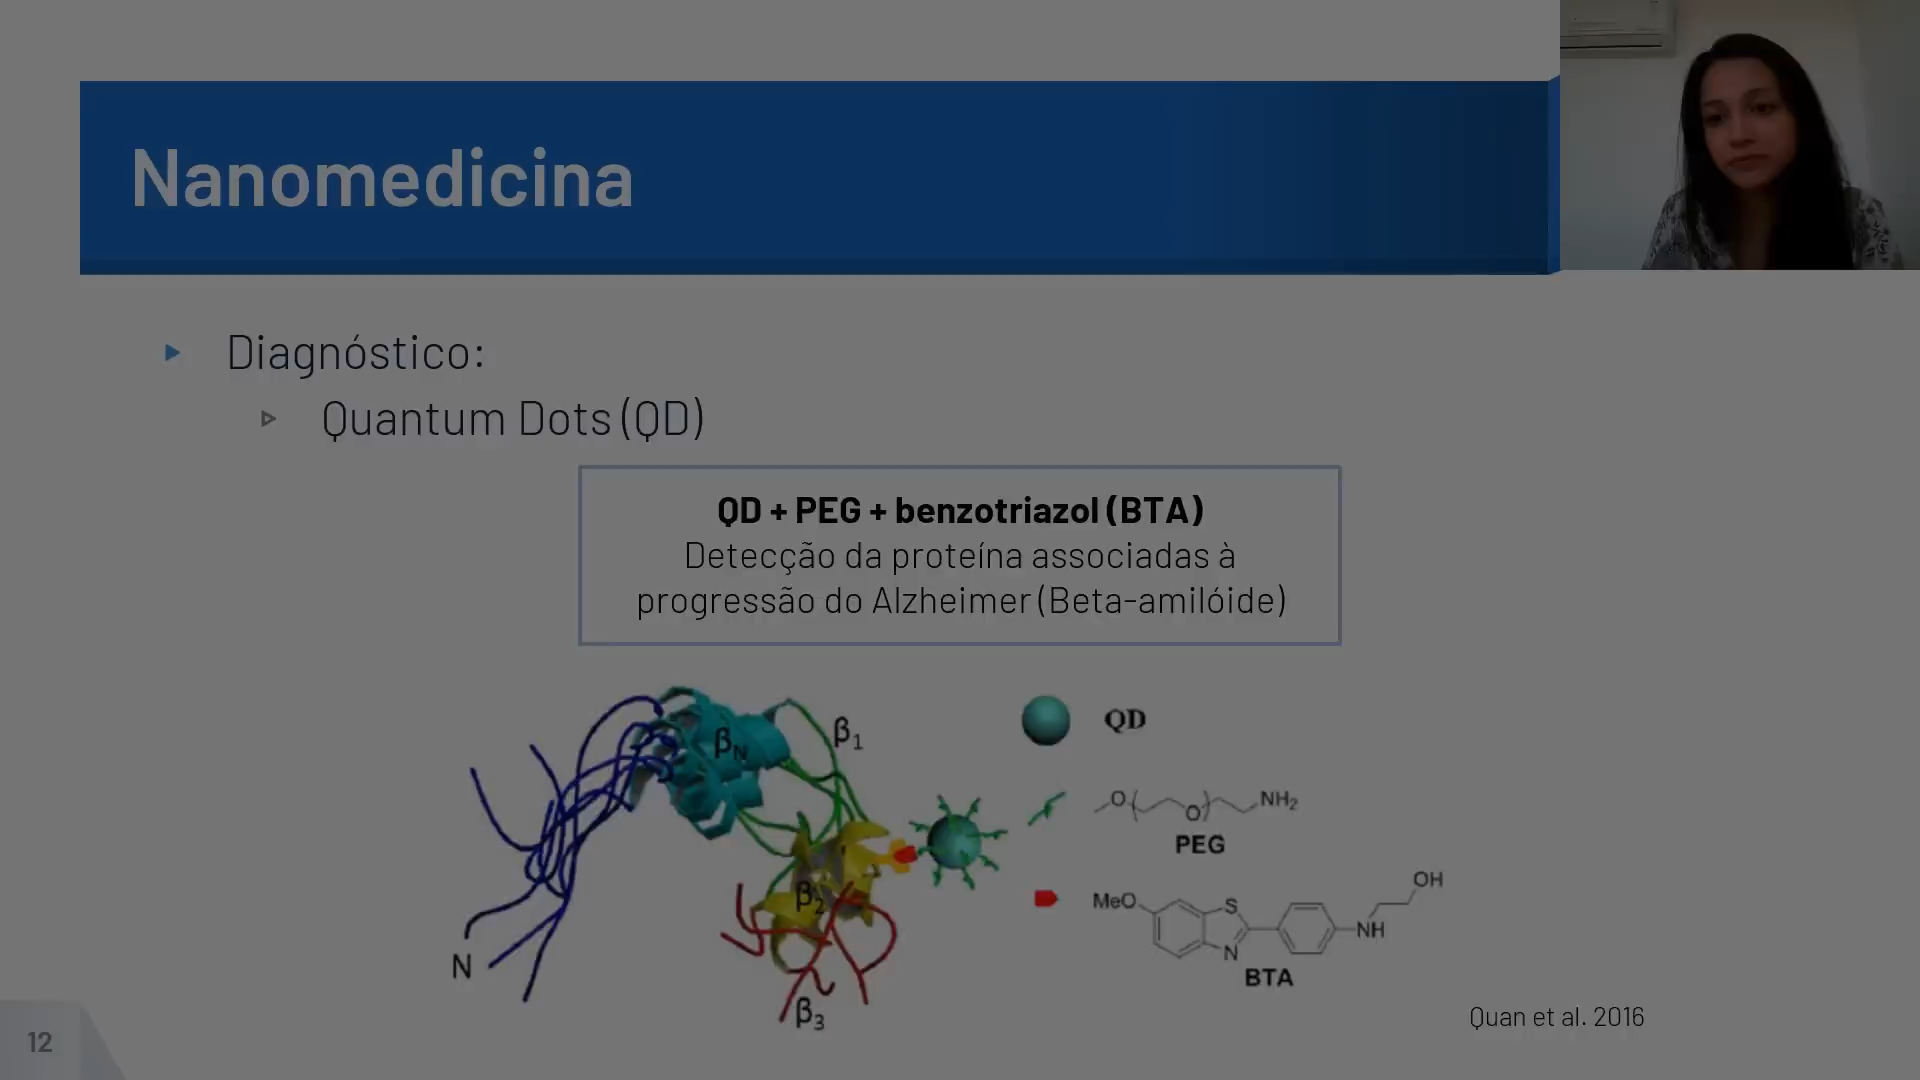 Nanomedicina
Diagnóstico:
Quantum Dots (QD)
QD + PEG + benzotriazol (BTA)
Detecção da proteína associadas à
progressão do Alzheimer (Beta-amilóide)
βN
β1
β2
β3
N
QD
O
O
NH2
PEG
MeO
S
N
NH
OH
BTA
Quan et al. 2016
12